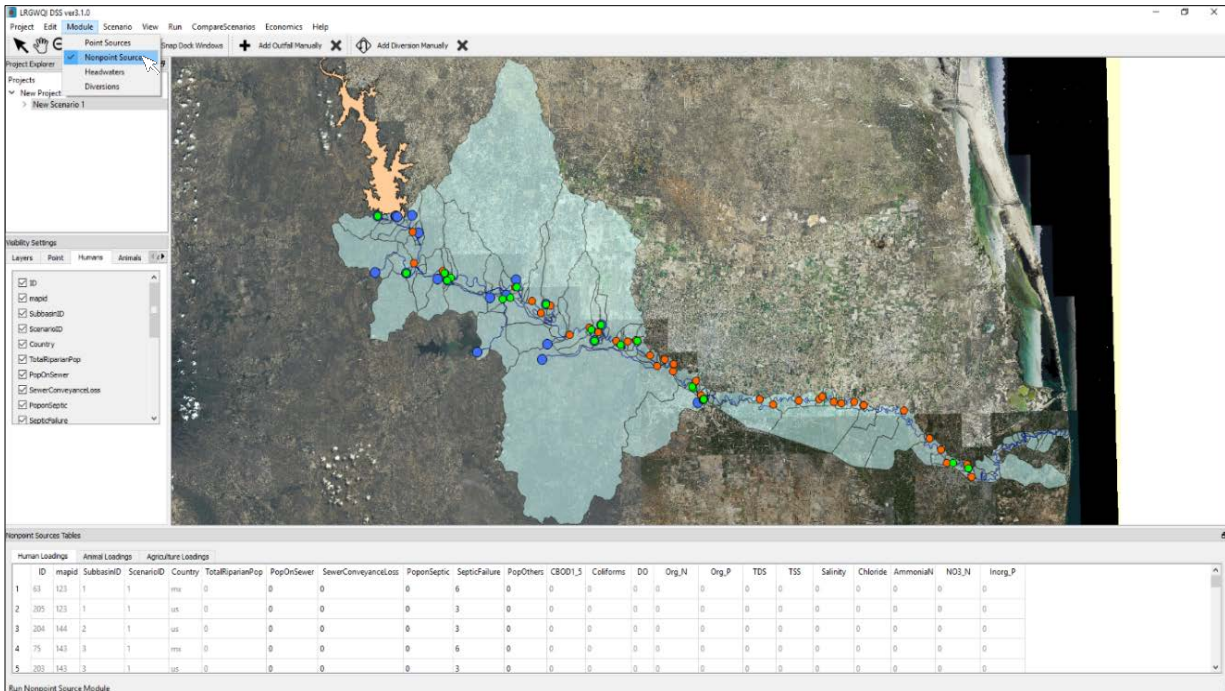 LRGWQI DSS ver3.1.0
Project Edit Module Scenario View Run CompareScenarios Economics Help
Snap Dock Windows Add Outfall Manually Add Diversion Manually
Point Sources
Nonpoint Source
Headwaters
Diversions
Project Explorer
Projects
New Project
New Scenario 1
Visibility Settings
Layers Point Humans Animals
ID
mapid
SubbasinID
ScenarioID
Country
TotalRiparianPop
PopOnSewer
SewerConveyanceLoss
PoponSeptic
SepticFailure
Nonpoint Sources Tables
Human Loadings Animal Loadings Agriculture Loadings
ID mapid SubbasinID ScenarioID Country TotalRiparianPop PopOnSewer SewerConveyanceLoss PoponSeptic SepticFailure PopOthers CBOD1_5 Coliforms DO Org_N Org_P TDS TSS Salinity Chloride AmmoniaN NO3_N Inorg_P
1 63 123 1 1 mx 0 0 0 0 6 0 0 0 0 0 0 0 0 0 0 0 0 0
2 205 123 1 1 us 0 0 0 0 3 0 0 0 0 0 0 0 0 0 0 0 0 0
3 204 144 2 1 us 0 0 0 0 3 0 0 0 0 0 0 0 0 0 0 0 0 0
4 75 143 3 1 mx 0 0 0 0 6 0 0 0 0 0 0 0 0 0 0 0 0 0
5 203 143 3 1 us 0 0 0 0 3 0 0 0 0 0 0 0 0 0 0 0 0 0
Run Nonpoint Source Module